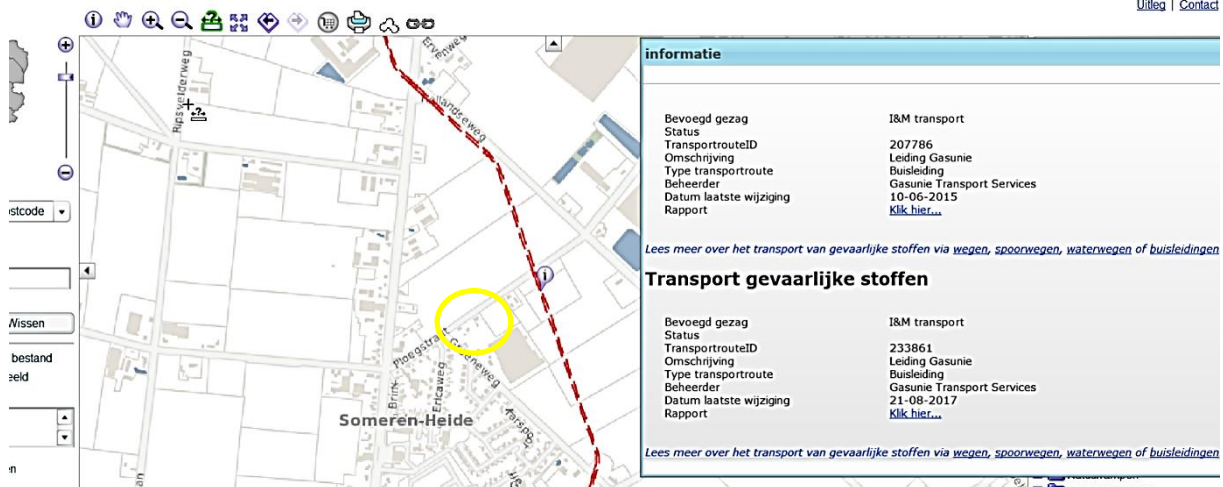 Uitleg | Contact
informatie
Bevoegd gezag I&M transport
Status
TransportrouteID 207786
Omschrijving Leiding Gasunie
Type transportroute Buisleiding
Beheerder Gasunie Transport Services
Datum laatste wijziging 10-06-2015
Rapport Klik hier...
Lees meer over het transport van gevaarlijke stoffen via wegen, spoorwegen, waterwegen of buisleidingen
Transport gevaarlijke stoffen
Bevoegd gezag I&M transport
Status
TransportrouteID 233861
Omschrijving Leiding Gasunie
Type transportroute Buisleiding
Beheerder Gasunie Transport Services
Datum laatste wijziging 21-08-2017
Rapport Klik hier...
Lees meer over het transport van gevaarlijke stoffen via wegen, spoorwegen, waterwegen of buisleidingen
Ripsvelderweg
Hollandseweg
Ploegstraat
Groeneweg
Ericaweg
Brink
Someren-Heide
stcode
Wissen
bestand
eeld